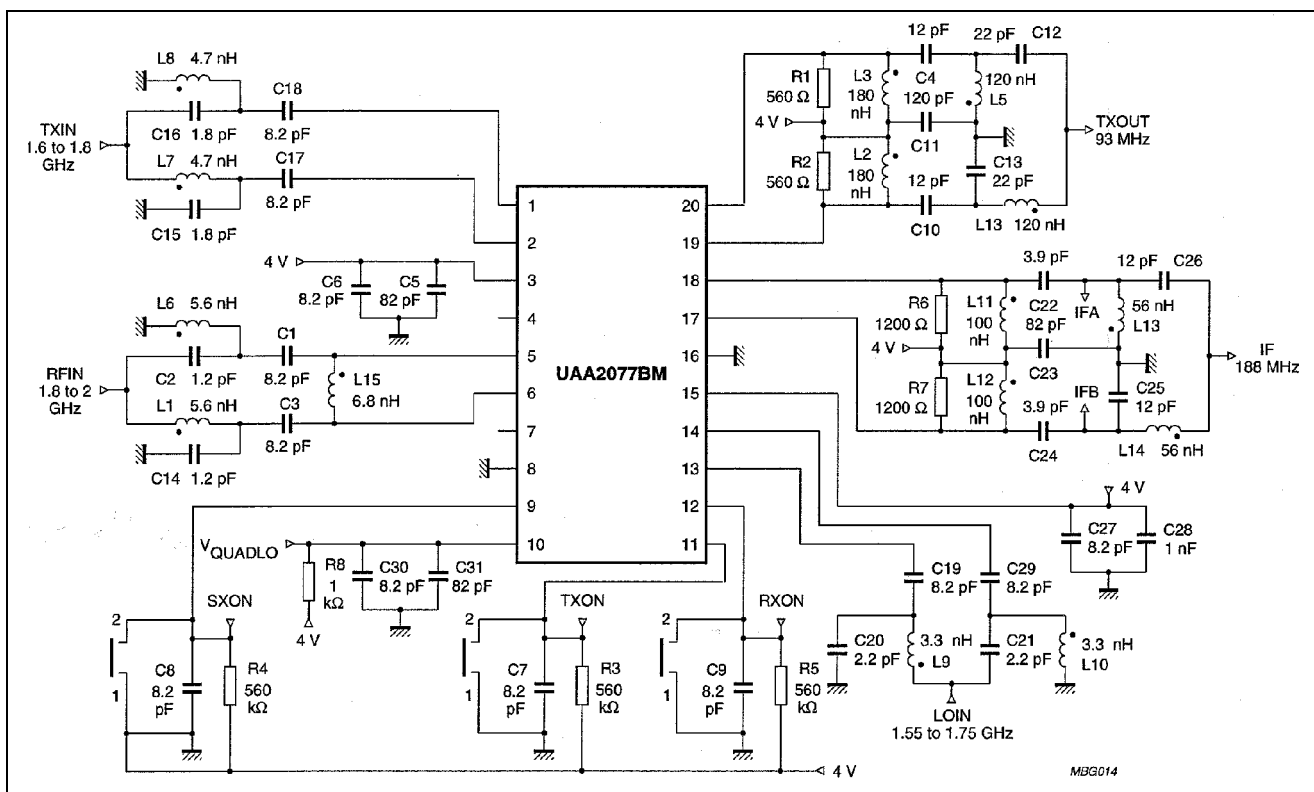 L8 4.7 nH
C18
C16 1.8 pF 8.2 pF
TXIN
1.6 to 1.8
GHz
L7 4.7 nH
C17
8.2 pF
C15 1.8 pF
4 V
C6
8.2 pF
C5
82 pF
L6 5.6 nH
C1
C2
1.2 pF
8.2 pF
RFIN
1.8 to 2
GHz
L15
6.8 nH
L1 5.6 nH
C3
8.2 pF
C14 1.2 pF
UAA2077BM
1
2
3
4
5
6
7
8
9
10
20
19
18
17
16
15
14
13
12
11
12 pF
22 pF C12
R1
560 Ω
L3
180
nH
C4
120 pF
120 nH
L5
4 V
C11
TXOUT
93 MHz
R2
560 Ω
L2
180
nH
12 pF
C13
22 pF
C10
L13
120 nH
3.9 pF
12 pF C26
R6
1200 Ω
L11
100
nH
C22
82 pF
IFA
56 nH
L13
4 V
C23
IF
188 MHz
R7
1200 Ω
L12
100
nH
3.9 pF
IFB
C25
12 pF
C24
L14
56 nH
4 V
C27
8.2 pF
C28
1 nF
C19
8.2 pF
C29
8.2 pF
C20
2.2 pF
3.3 nH
L9
C21
2.2 pF
3.3 nH
L10
LOIN
1.55 to 1.75 GHz
VQUADLO
R8
1
kΩ
4 V
C30
8.2 pF
C31
82 pF
SXON
2
1
C8
8.2
pF
R4
560
kΩ
TXON
2
1
C7
8.2
pF
R3
560
kΩ
RXON
2
1
C9
8.2
pF
R5
560
kΩ
4 V
MBG014